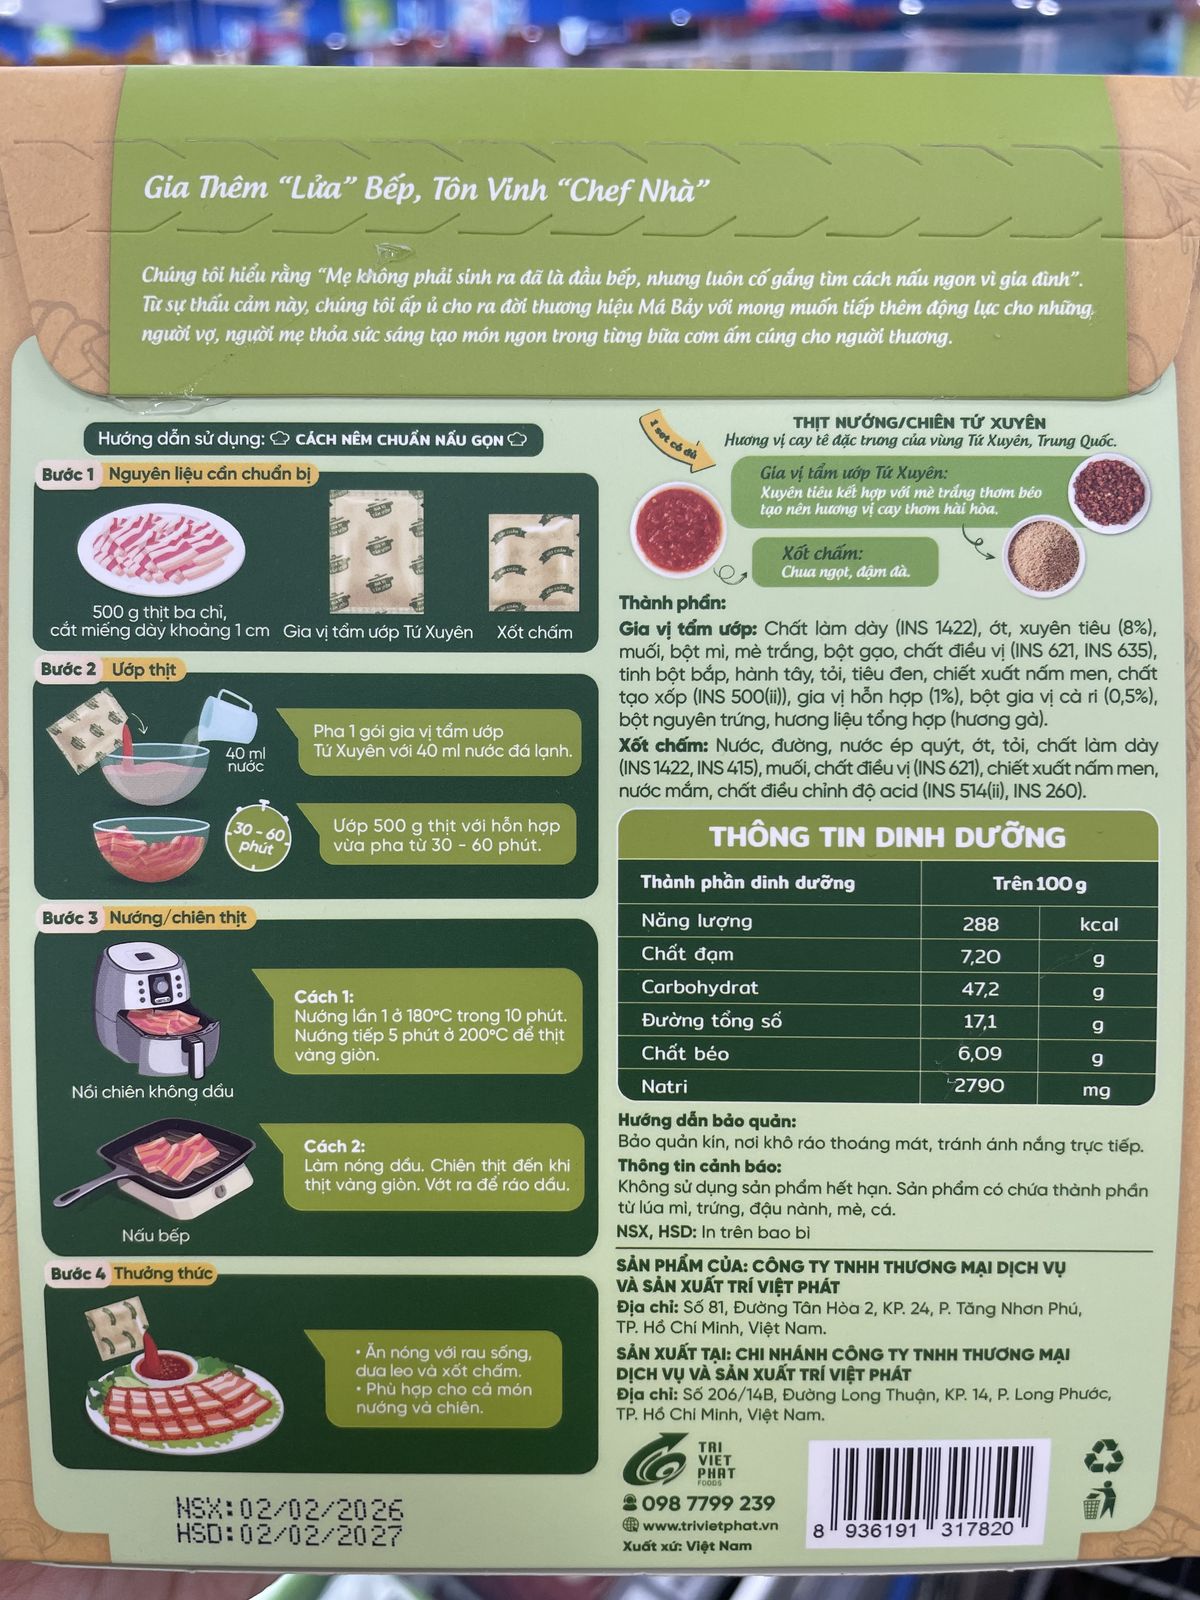 Gia Thêm “Lửa” Bếp, Tôn Vinh “Chef Nhà”
Chúng tôi hiểu rằng “Mẹ không phải sinh ra đã là đầu bếp, nhưng luôn cố gắng tìm cách nấu ngon vì gia đình”.
Từ sự thấu cảm này, chúng tôi ấp ủ cho ra đời thương hiệu Má Bảy với mong muốn tiếp thêm động lực cho những
người vợ, người mẹ thỏa sức sáng tạo món ngon trong từng bữa cơm ấm cúng cho người thương.
Hướng dẫn sử dụng: CÁCH NÊM CHUẨN NẤU GỌN
Bước 1 Nguyên liệu cần chuẩn bị
500 g thịt ba chỉ,
cắt miếng dày khoảng 1 cm
Gia vị tẩm ướp Tứ Xuyên
Xốt chấm
Bước 2 Ướp thịt
40 ml
nước
Pha 1 gói gia vị tẩm ướp
Tứ Xuyên với 40 ml nước đá lạnh.
30 - 60
phút
Ướp 500 g thịt với hỗn hợp
vừa pha từ 30 - 60 phút.
Bước 3 Nướng/chiên thịt
Cách 1:
Nướng lần 1 ở 180°C trong 10 phút.
Nướng tiếp 5 phút ở 200°C để thịt
vàng giòn.
Nồi chiên không dầu
Cách 2:
Làm nóng dầu. Chiên thịt đến khi
thịt vàng giòn. Vớt ra để ráo dầu.
Nấu bếp
Bước 4 Thưởng thức
• Ăn nóng với rau sống,
dưa leo và xốt chấm.
• Phù hợp cho cả món
nướng và chiên.
NSX:02/02/2026
HSD:02/02/2027
1 set có đủ
THỊT NƯỚNG/CHIÊN TỨ XUYÊN
Hương vị cay tê đặc trưng của vùng Tứ Xuyên, Trung Quốc.
Gia vị tẩm ướp Tứ Xuyên:
Xuyên tiêu kết hợp với mè trắng thơm béo
tạo nên hương vị cay thơm hài hòa.
Xốt chấm:
Chua ngọt, đậm đà.
Thành phần:
Gia vị tẩm ướp: Chất làm dày (INS 1422), ớt, xuyên tiêu (8%),
muối, bột mì, mè trắng, bột gạo, chất điều vị (INS 621, INS 635),
tinh bột bắp, hành tây, tỏi, tiêu đen, chiết xuất nấm men, chất
tạo xốp (INS 500(ii)), gia vị hỗn hợp (1%), bột gia vị cà ri (0,5%),
bột nguyên trứng, hương liệu tổng hợp (hương gà).
Xốt chấm: Nước, đường, nước ép quýt, ớt, tỏi, chất làm dày
(INS 1422, INS 415), muối, chất điều vị (INS 621), chiết xuất nấm men,
nước mắm, chất điều chỉnh độ acid (INS 514(ii), INS 260).
THÔNG TIN DINH DƯỠNG
Thành phần dinh dưỡng Trên 100 g
Năng lượng 288 kcal
Chất đạm 7,20 g
Carbohydrat 47,2 g
Đường tổng số 17,1 g
Chất béo 6,09 g
Natri 2790 mg
Hướng dẫn bảo quản:
Bảo quản kín, nơi khô ráo thoáng mát, tránh ánh nắng trực tiếp.
Thông tin cảnh báo:
Không sử dụng sản phẩm hết hạn. Sản phẩm có chứa thành phần
từ lúa mì, trứng, đậu nành, mè, cá.
NSX, HSD: In trên bao bì
SẢN PHẨM CỦA: CÔNG TY TNHH THƯƠNG MẠI DỊCH VỤ
VÀ SẢN XUẤT TRÍ VIỆT PHÁT
Địa chỉ: Số 81, Đường Tân Hòa 2, KP. 24, P. Tăng Nhơn Phú,
TP. Hồ Chí Minh, Việt Nam.
SẢN XUẤT TẠI: CHI NHÁNH CÔNG TY TNHH THƯƠNG MẠI
DỊCH VỤ VÀ SẢN XUẤT TRÍ VIỆT PHÁT
Địa chỉ: Số 206/14B, Đường Long Thuận, KP. 14, P. Long Phước,
TP. Hồ Chí Minh, Việt Nam.
TRI
VIET
PHAT
FOODS
098 7799 239
www.trivietphat.vn
Xuất xứ: Việt Nam
8 936191 317820